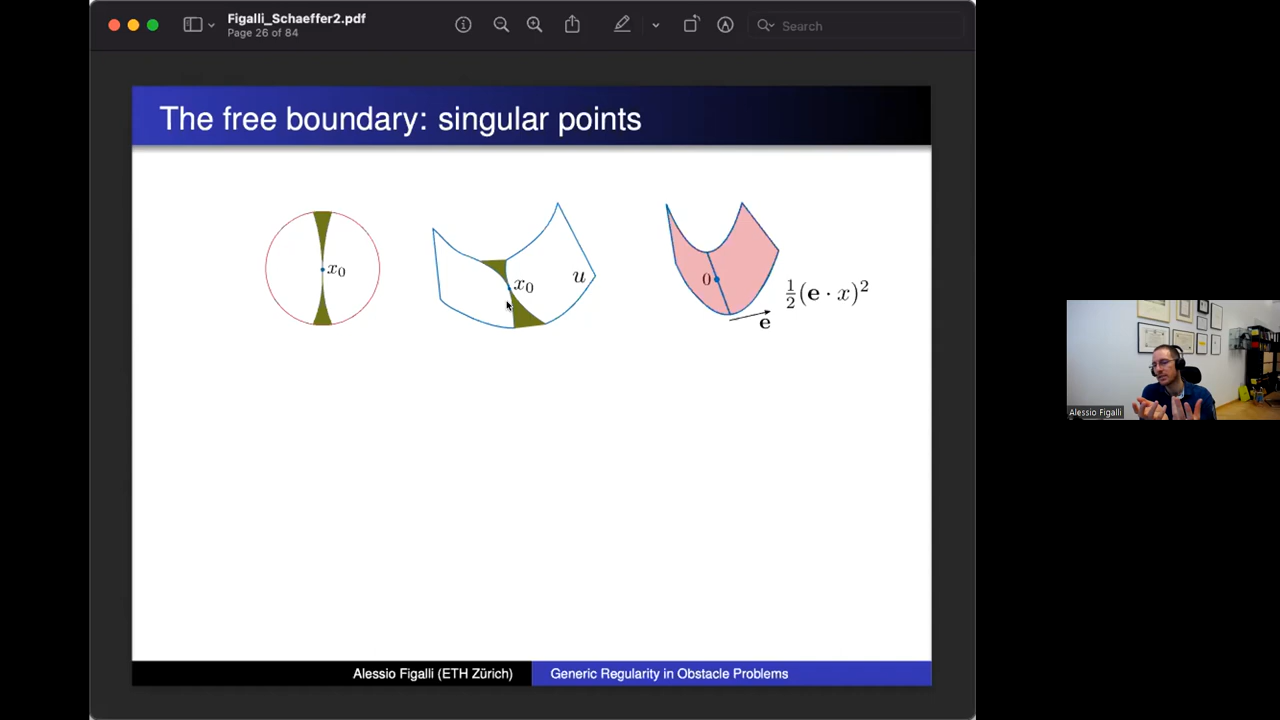 Figalli_Schaeffer2.pdf
Page 26 of 84
Search
The free boundary: singular points
x₀
x₀
u
0
½(e · x)²
e
Alessio Figalli
Alessio Figalli (ETH Zürich)
Generic Regularity in Obstacle Problems